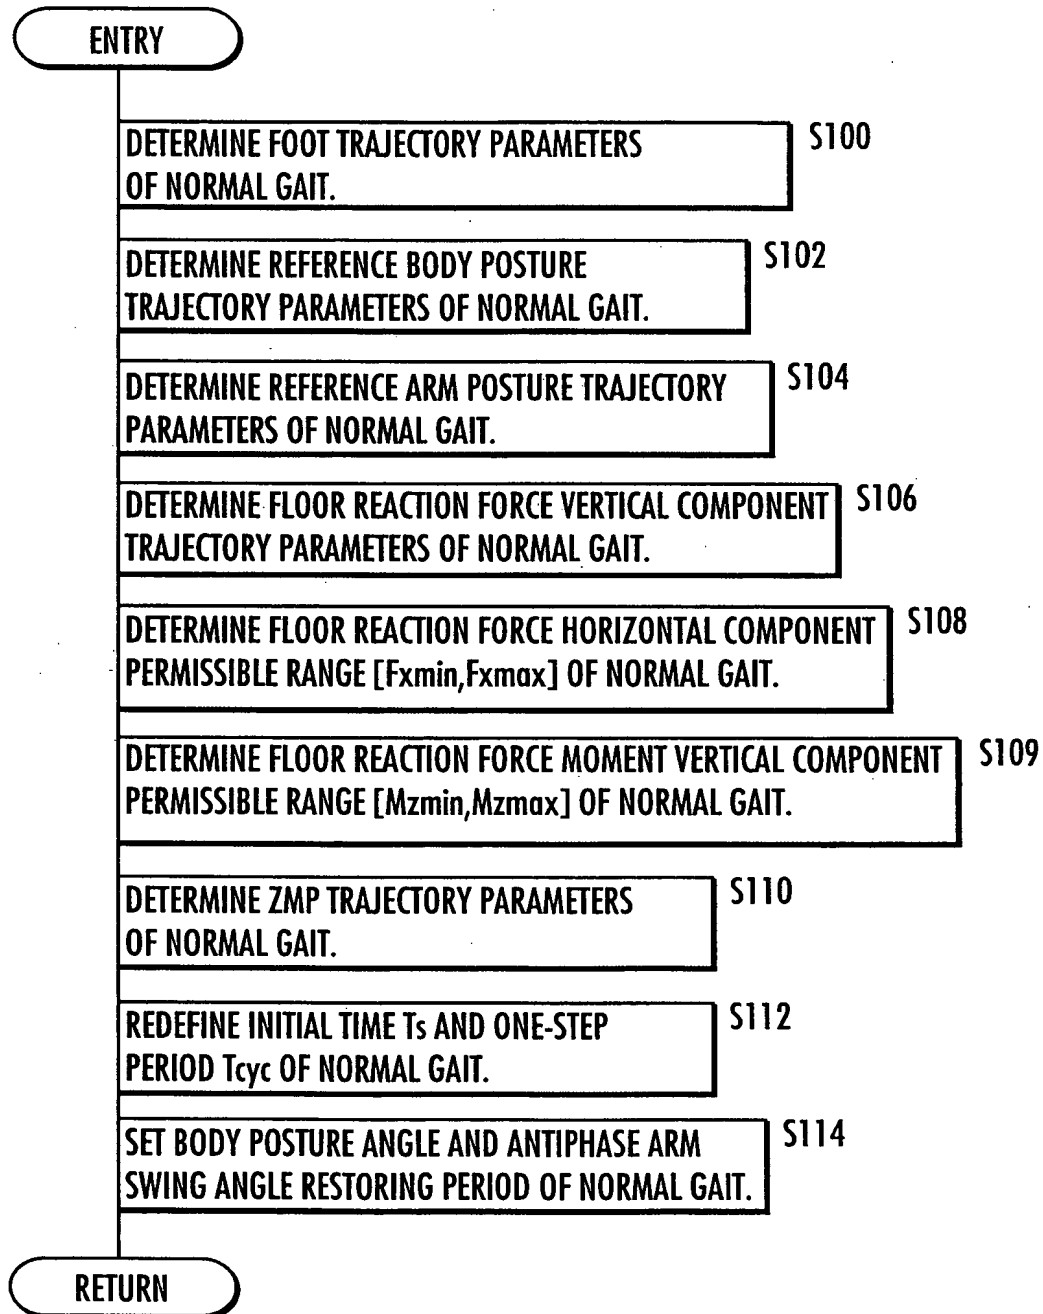 ENTRY
DETERMINE FOOT TRAJECTORY PARAMETERS
OF NORMAL GAIT.
S100
DETERMINE REFERENCE BODY POSTURE
TRAJECTORY PARAMETERS OF NORMAL GAIT.
S102
DETERMINE REFERENCE ARM POSTURE TRAJECTORY
PARAMETERS OF NORMAL GAIT.
S104
DETERMINE FLOOR REACTION FORCE VERTICAL COMPONENT
TRAJECTORY PARAMETERS OF NORMAL GAIT.
S106
DETERMINE FLOOR REACTION FORCE HORIZONTAL COMPONENT
PERMISSIBLE RANGE [Fxmin,Fxmax] OF NORMAL GAIT.
S108
DETERMINE FLOOR REACTION FORCE MOMENT VERTICAL COMPONENT
PERMISSIBLE RANGE [Mzmin,Mzmax] OF NORMAL GAIT.
S109
DETERMINE ZMP TRAJECTORY PARAMETERS
OF NORMAL GAIT.
S110
REDEFINE INITIAL TIME Ts AND ONE-STEP
PERIOD Tcyc OF NORMAL GAIT.
S112
SET BODY POSTURE ANGLE AND ANTIPHASE ARM
SWING ANGLE RESTORING PERIOD OF NORMAL GAIT.
S114
RETURN